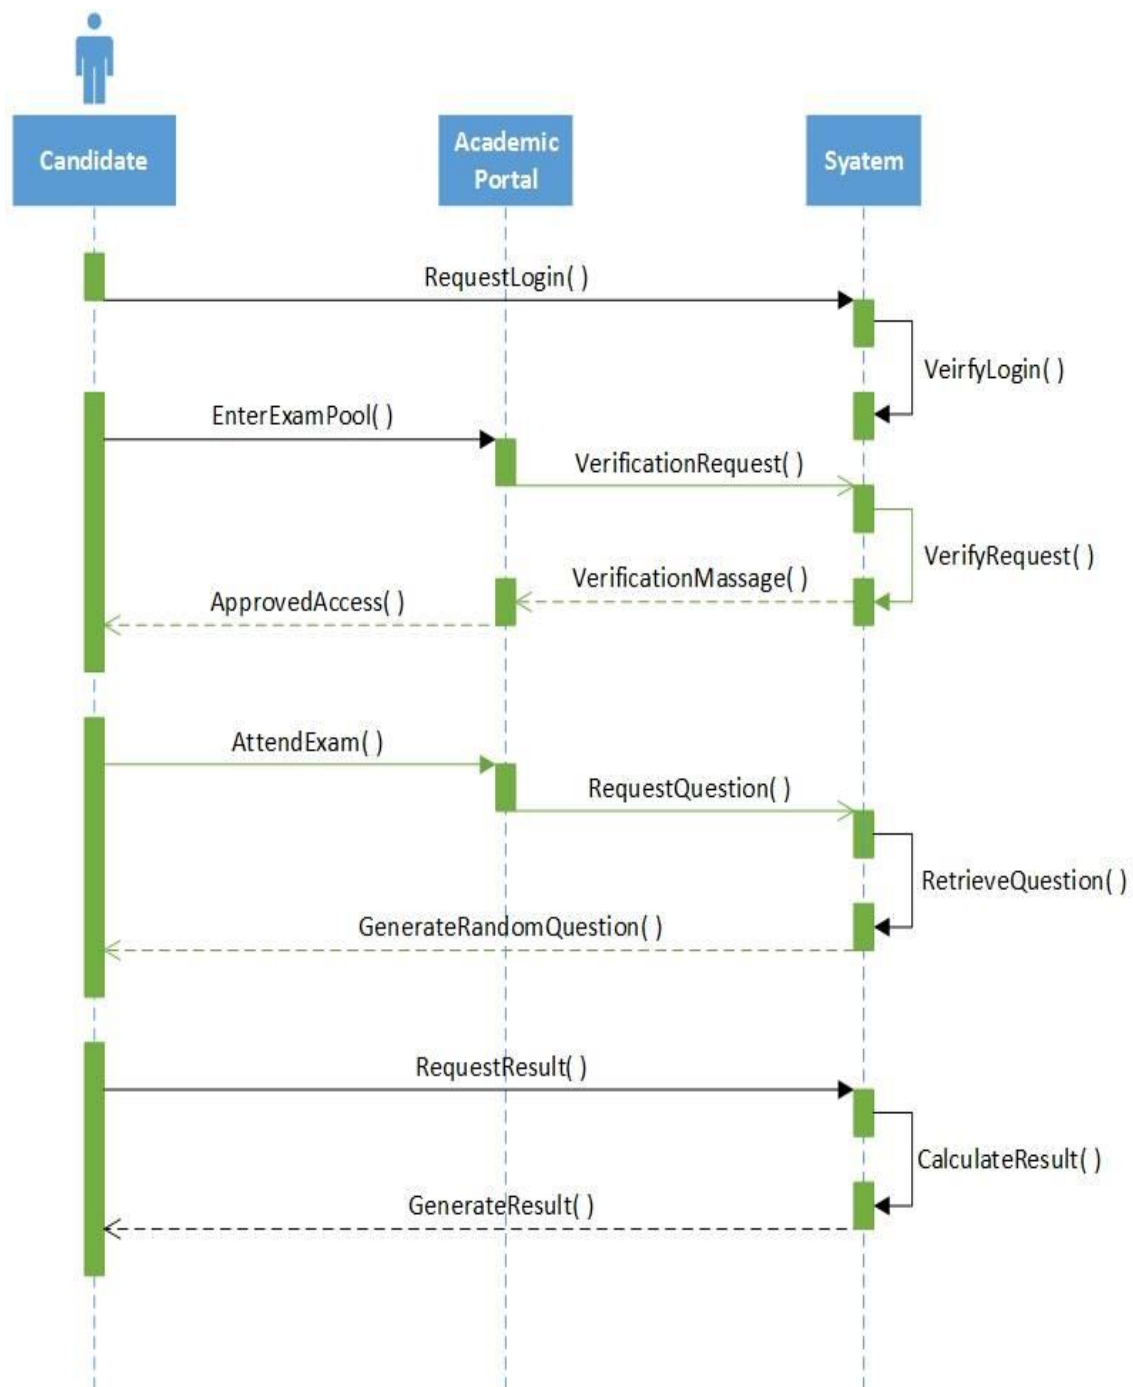 Candidate
Academic
Portal
Syatem
RequestLogin( )
VeirfyLogin( )
EnterExamPool( )
VerificationRequest( )
VerifyRequest( )
VerificationMassage( )
ApprovedAccess( )
AttendExam( )
RequestQuestion( )
RetrieveQuestion( )
GenerateRandomQuestion( )
RequestResult( )
CalculateResult( )
GenerateResult( )